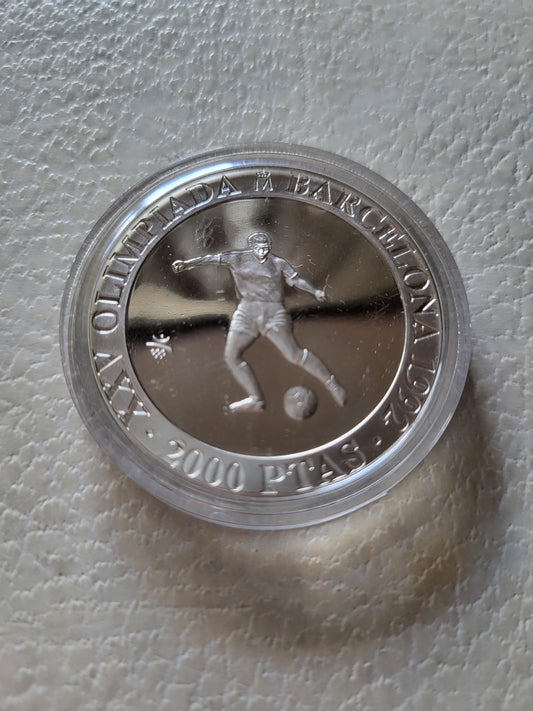 XXV OLIMPIADA M BARCELONA 1992
· 2000 PTAS ·